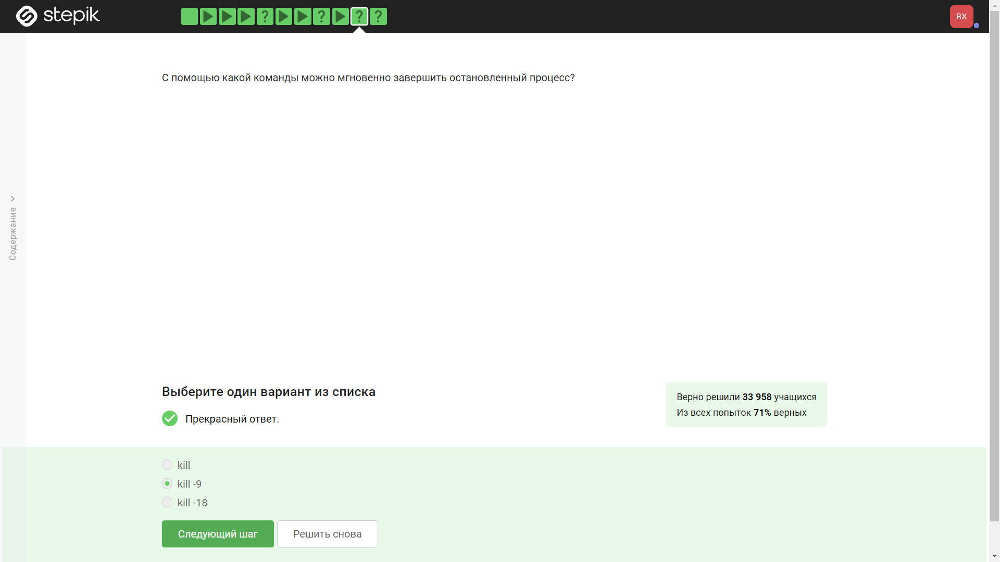 stepik
? ? ? ?
ВХ
Содержание
С помощью какой команды можно мгновенно завершить остановленный процесс?
Выберите один вариант из списка
Прекрасный ответ.
Верно решили 33 958 учащихся
Из всех попыток 71% верных
kill
kill -9
kill -18
Следующий шаг
Решить снова